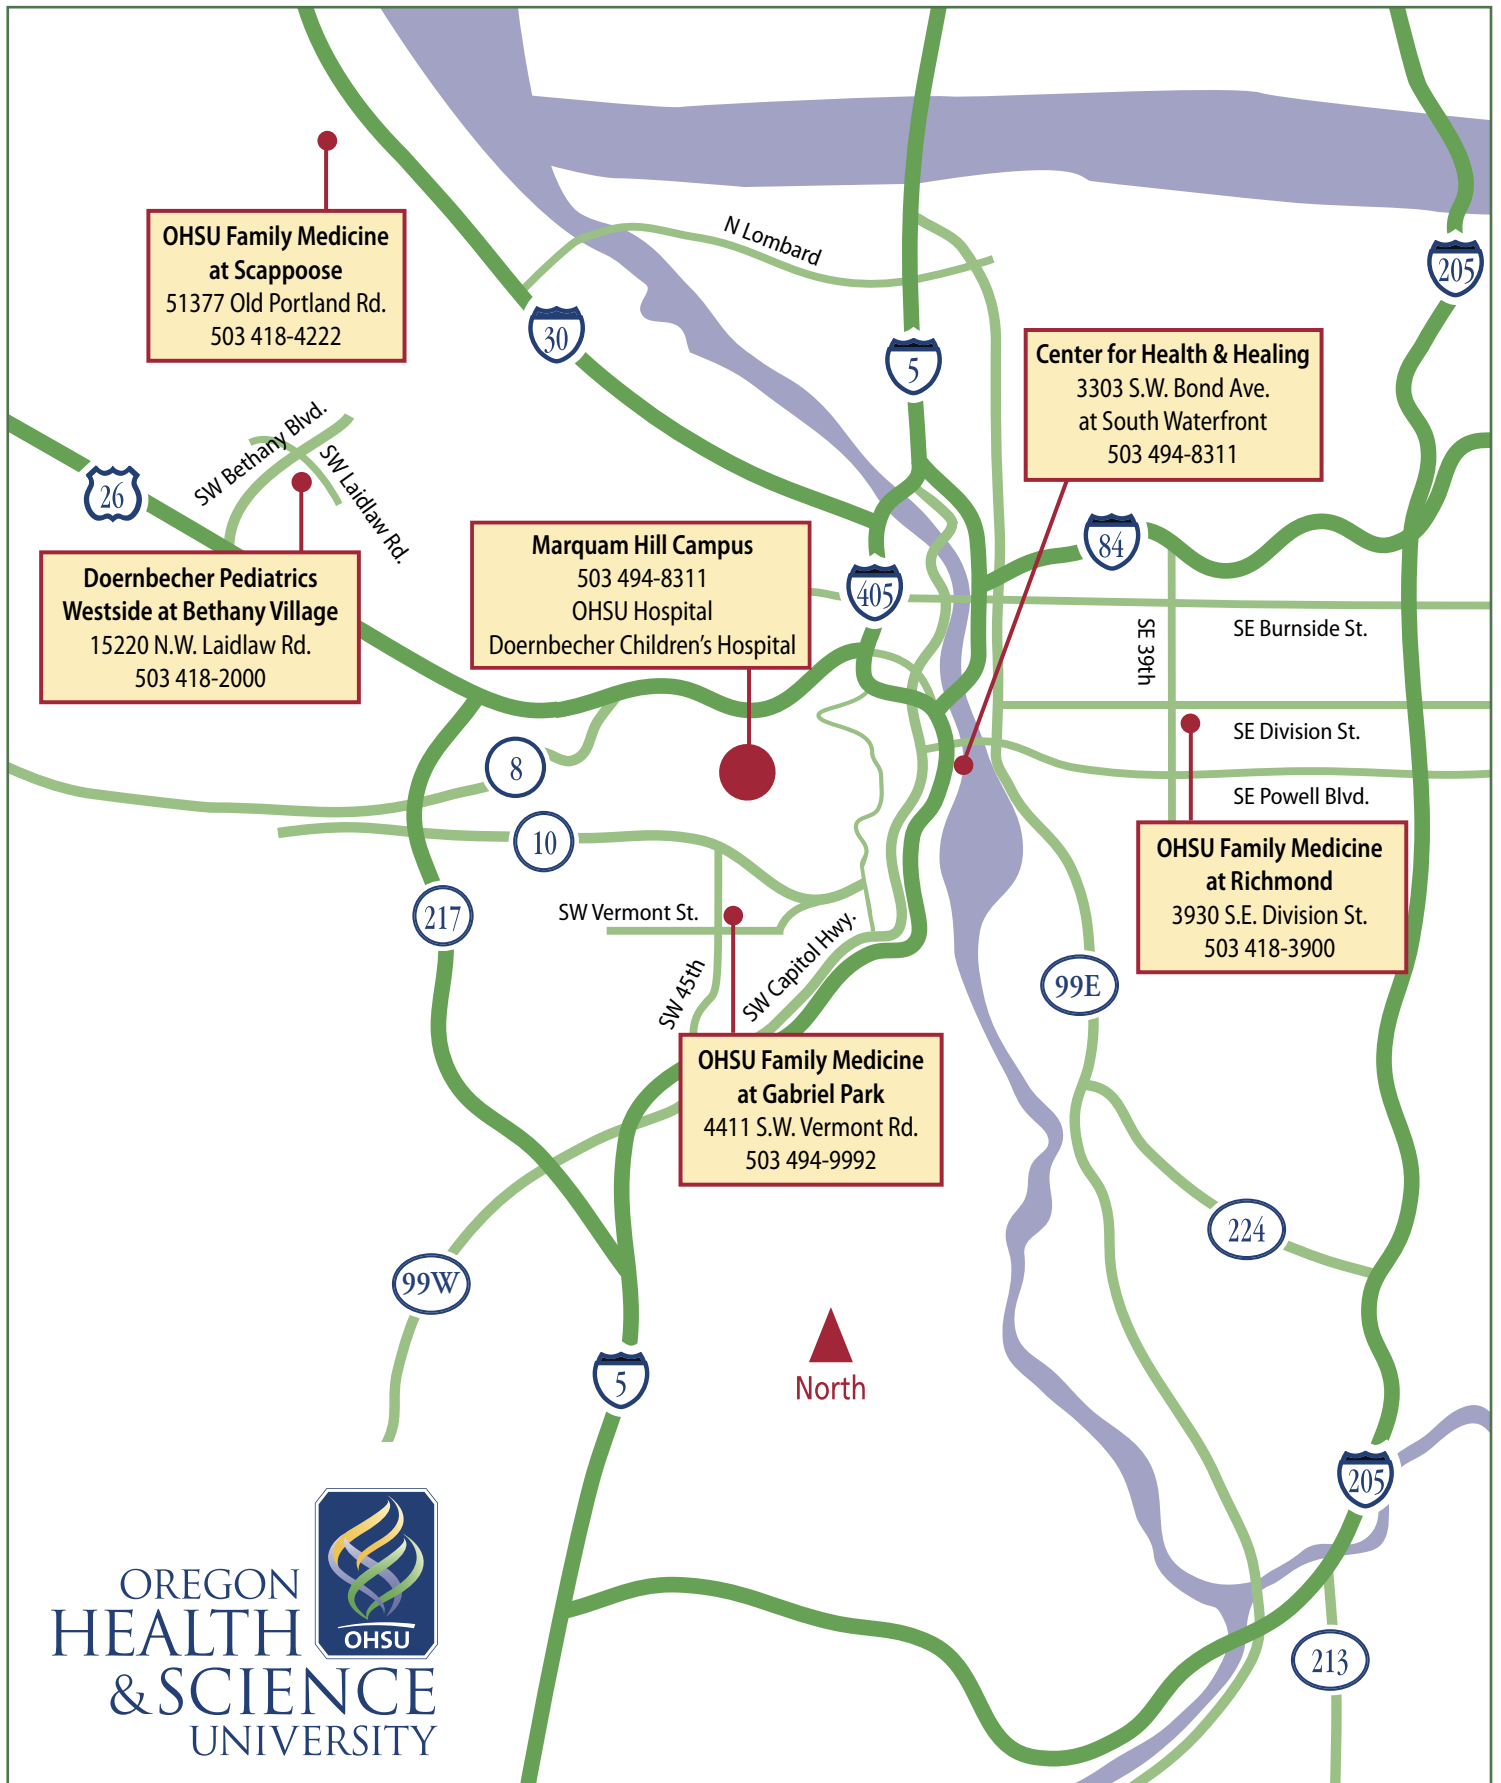 N Lombard
205
OHSU Family Medicine
at Scappoose
51377 Old Portland Rd.
503 418-4222
30
5
Center for Health & Healing
3303 S.W. Bond Ave.
at South Waterfront
503 494-8311
SW Bethany Blvd.
SW Laidlaw Rd.
26
84
Marquam Hill Campus
503 494-8311
OHSU Hospital
Doernbecher Children's Hospital
405
Doernbecher Pediatrics
Westside at Bethany Village
15220 N.W. Laidlaw Rd.
503 418-2000
SE 39th
SE Burnside St.
SE Division St.
SE Powell Blvd.
8
10
217
SW Vermont St.
SW 45th
SW Capitol Hwy.
OHSU Family Medicine
at Richmond
3930 S.E. Division St.
503 418-3900
99E
OHSU Family Medicine
at Gabriel Park
4411 S.W. Vermont Rd.
503 494-9992
224
99W
5
North
205
213
OREGON
HEALTH
&SCIENCE
UNIVERSITY
OHSU